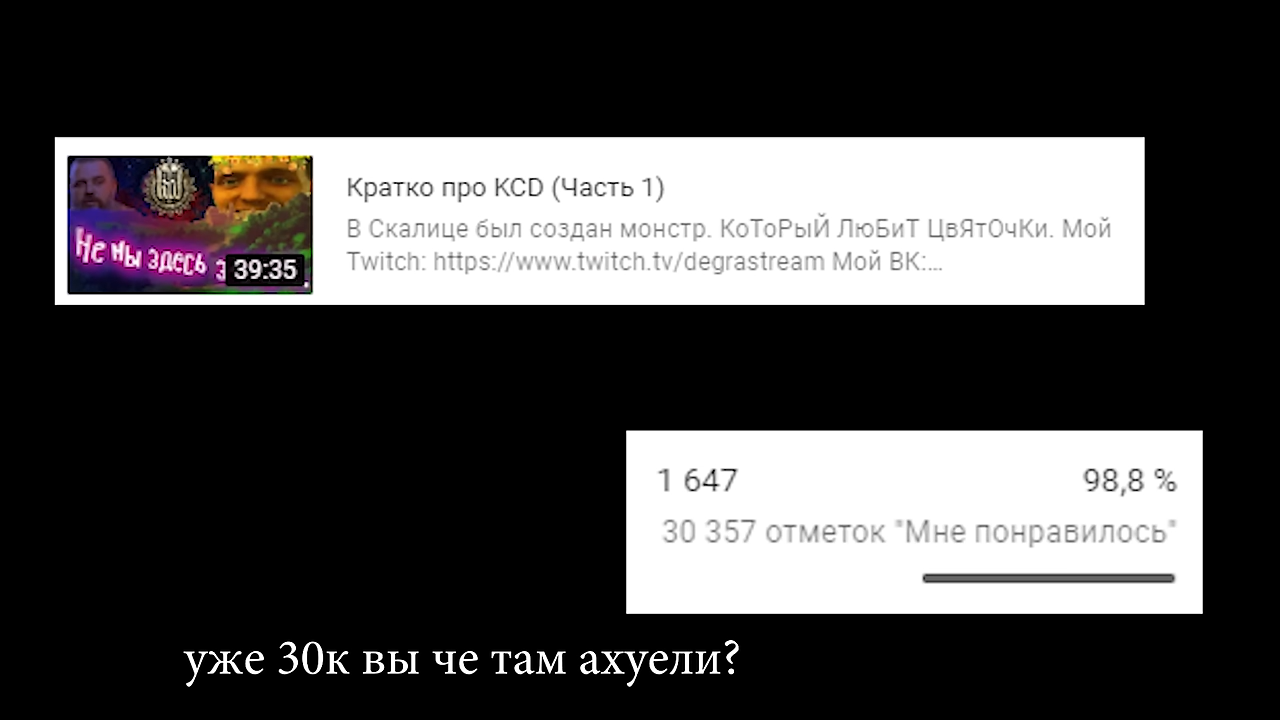 Не мы здесь
39:35
Кратко про KCD (Часть 1)
В Скалице был создан монстр. КоТоРыЙ ЛюБиТ ЦвЯтОчКи. Мой
Twitch: https://www.twitch.tv/degrastream Мой ВК:...
1 647
98,8 %
30 357 отметок "Мне понравилось"
уже 30к вы че там ахуели?